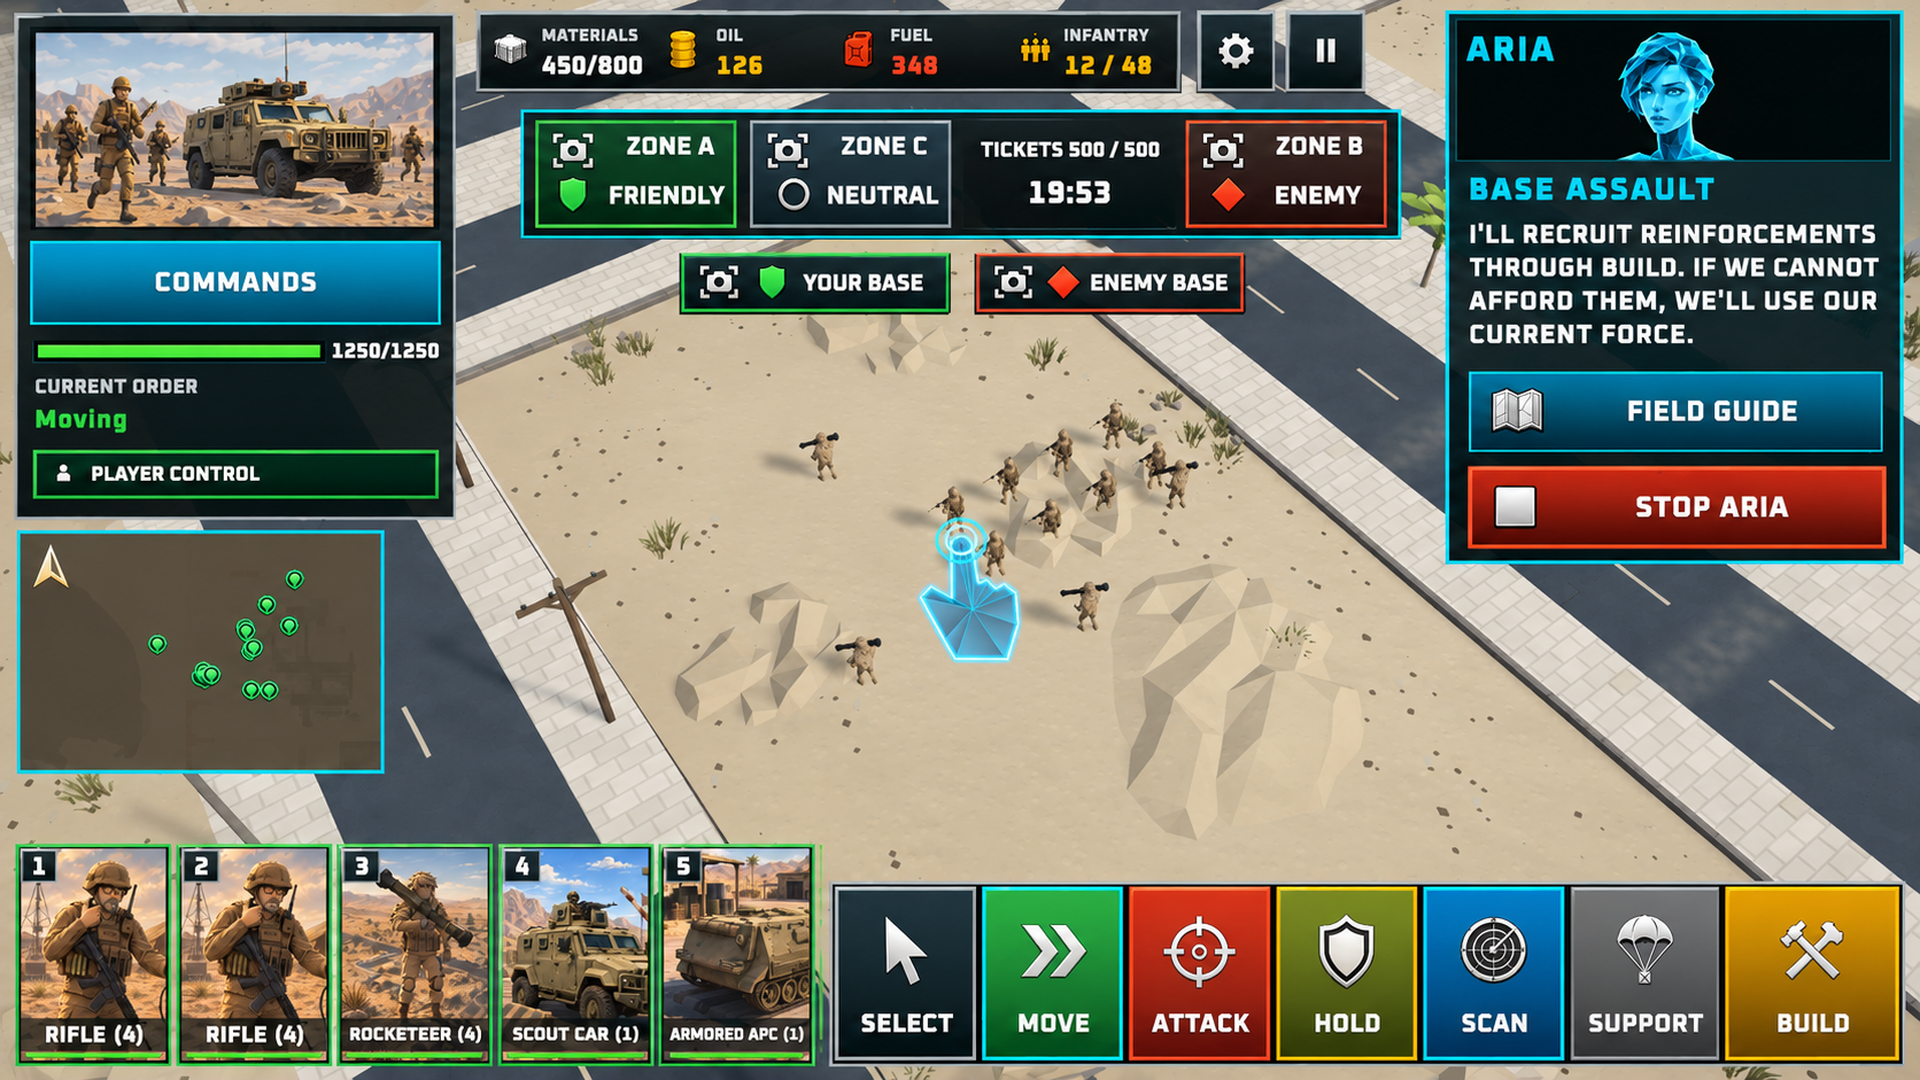 MATERIALS
450/800
OIL
126
FUEL
348
INFANTRY
12 / 48
ZONE A
FRIENDLY
ZONE C
NEUTRAL
TICKETS 500 / 500
19:53
ZONE B
ENEMY
YOUR BASE
ENEMY BASE
COMMANDS
1250/1250
CURRENT ORDER
Moving
PLAYER CONTROL
ARIA
BASE ASSAULT
I'LL RECRUIT REINFORCEMENTS
THROUGH BUILD. IF WE CANNOT
AFFORD THEM, WE'LL USE OUR
CURRENT FORCE.
FIELD GUIDE
STOP ARIA
1
RIFLE (4)
2
RIFLE (4)
3
ROCKETEER (4)
4
SCOUT CAR (1)
5
ARMORED APC (1)
SELECT
MOVE
ATTACK
HOLD
SCAN
SUPPORT
BUILD